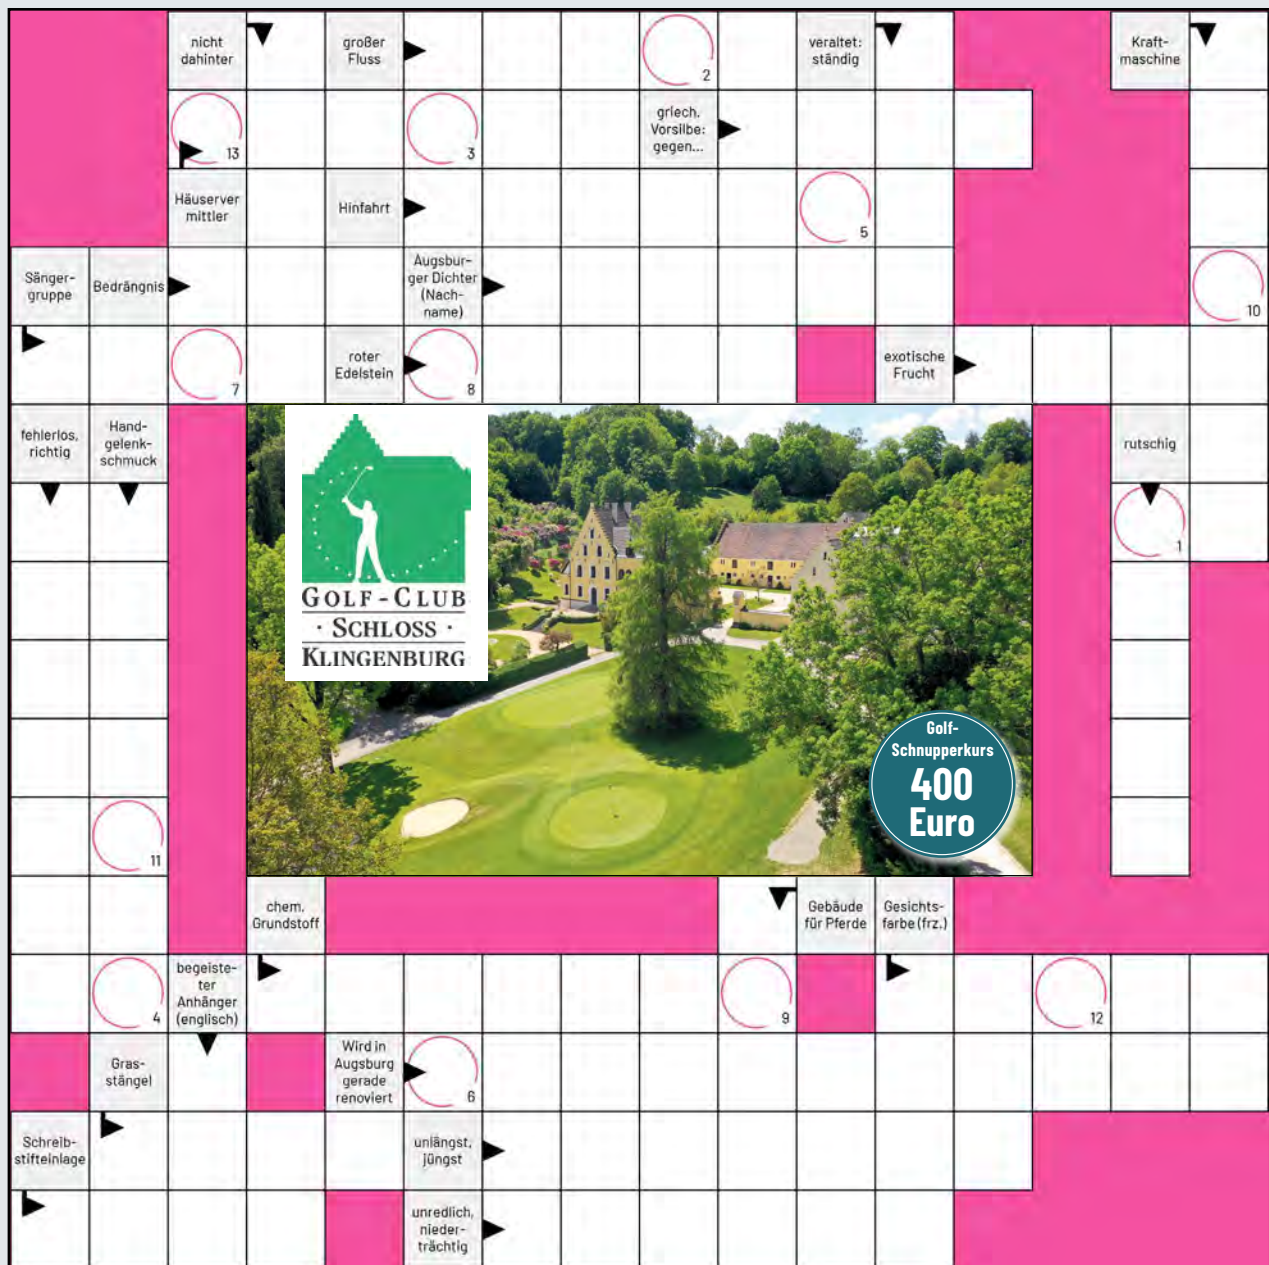 nicht
dahinter
großer
Fluss
2
veraltet:
ständig
Kraft-
maschine
13
3
griech.
Vorsilbe:
gegen...
Häuserver
mittler
Hinfahrt
5
Sänger-
gruppe
Bedrängnis
Augsbur-
ger Dichter
(Nach-
name)
10
7
roter
Edelstein
8
exotische
Frucht
fehlerlos,
richtig
Hand-
gelenk-
schmuck
rutschig
1
GOLF-CLUB
· SCHLOSS ·
KLINGENBURG
Golf-
Schnupperkurs
400
Euro
11
chem.
Grundstoff
Gebäude
für Pferde
Gesichts-
farbe (frz.)
4
begeiste-
ter
Anhänger
(englisch)
9
12
Gras-
stängel
Wird in
Augsburg
gerade
renoviert
6
Schreib-
stifteinlage
unlängst,
jüngst
unredlich,
nieder-
trächtig